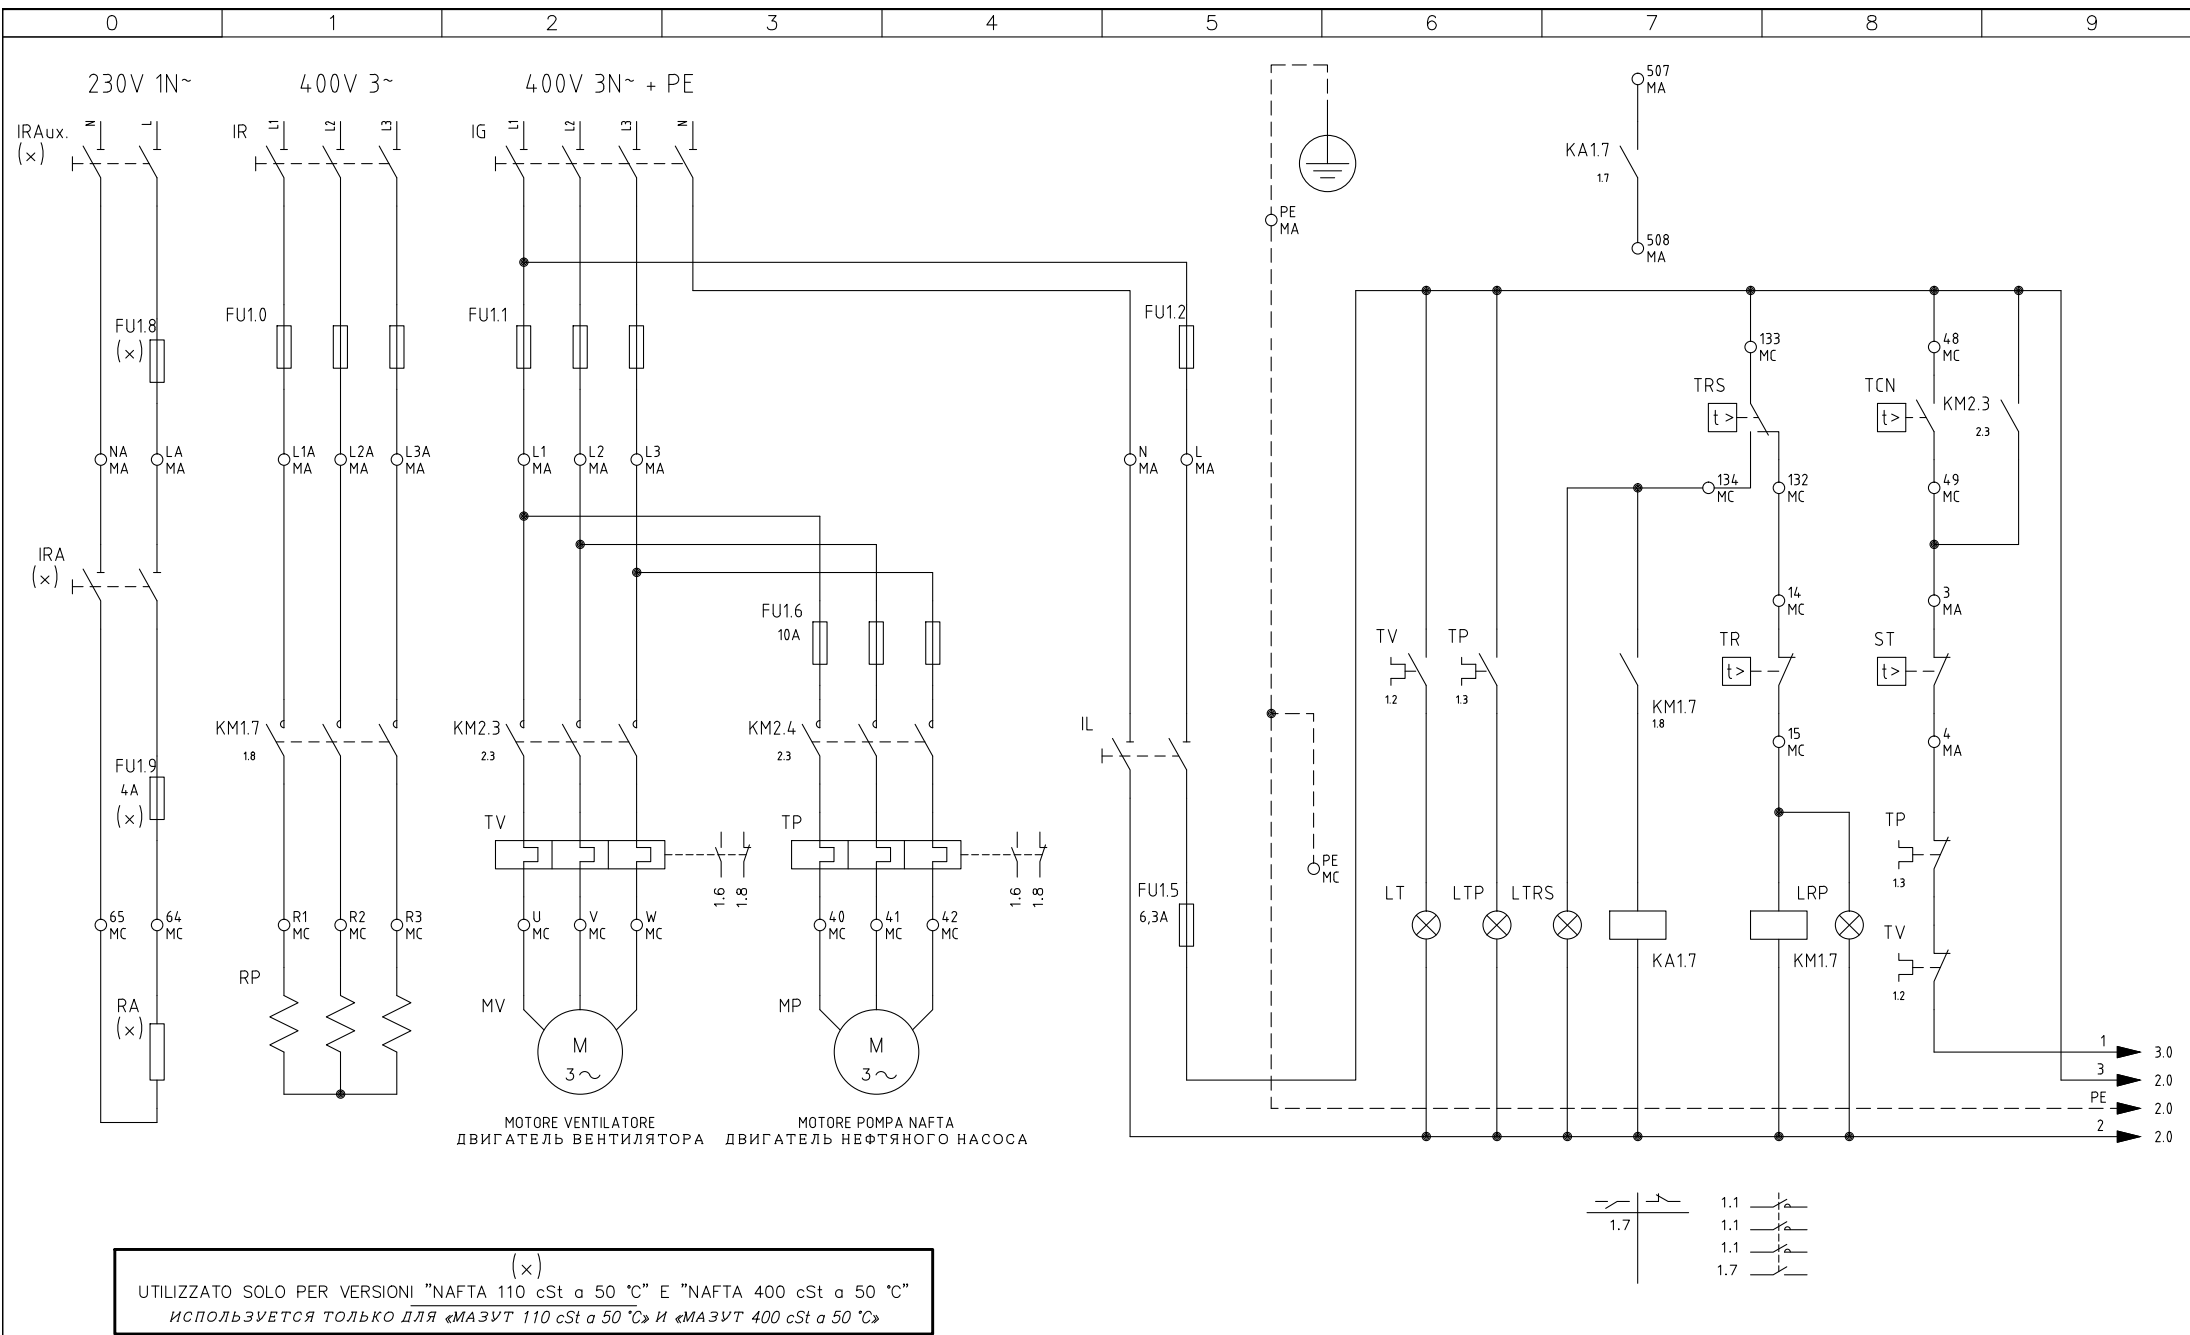 0 1 2 3 4 5 6 7 8 9
230V 1N~ 400V 3~ 400V 3N~ + PE
507
MA
IRAux.
(x)
N L
IR
L1 L2 L3
IG
L1 L2 L3 N
KA1.7
1.7
PE
MA
508
MA
FU1.8
(x)
FU1.0
FU1.1
FU1.2
133
MC
48
MC
TRS
t>
TCN
t>
KM2.3
2.3
NA
MA
LA
MA
L1A
MA
L2A
MA
L3A
MA
L1
MA
L2
MA
L3
MA
N
MA
L
MA
134
MC
132
MC
49
MC
IRA
(x)
FU1.6
10A
14
MC
3
MA
TV
1.2
TP
1.3
TR
t>
ST
t>
KM1.7
1.8
KM2.3
2.3
KM2.4
2.3
IL
KM1.7
1.8
15
MC
4
MA
FU1.9
4A
(x)
TV
1.6
1.8
TP
1.6
1.8
PE
MC
TP
1.3
FU1.5
6,3A
LT
LTP
LTRS
LRP
65
MC
64
MC
R1
MC
R2
MC
R3
MC
U
MC
V
MC
W
MC
40
MC
41
MC
42
MC
KA1.7
KM1.7
TV
1.2
RP
RA
(x)
MV
M
3~
MP
M
3~
1 3.0
3 2.0
PE 2.0
2 2.0
MOTORE VENTILATORE
ДВИГАТЕЛЬ ВЕНТИЛЯТОРА
MOTORE POMPA NAFTA
ДВИГАТЕЛЬ НЕФТЯНОГО НАСОСА
1.7
1.1
1.1
1.1
1.7
(x)
UTILIZZATO SOLO PER VERSIONI "NAFTA 110 cSt a 50 °C" E "NAFTA 400 cSt a 50 °C"
ИСПОЛЬЗУЕТСЯ ТОЛЬКО ДЛЯ «МАЗУТ 110 cSt a 50 °C» И «МАЗУТ 400 cSt a 50 °C»